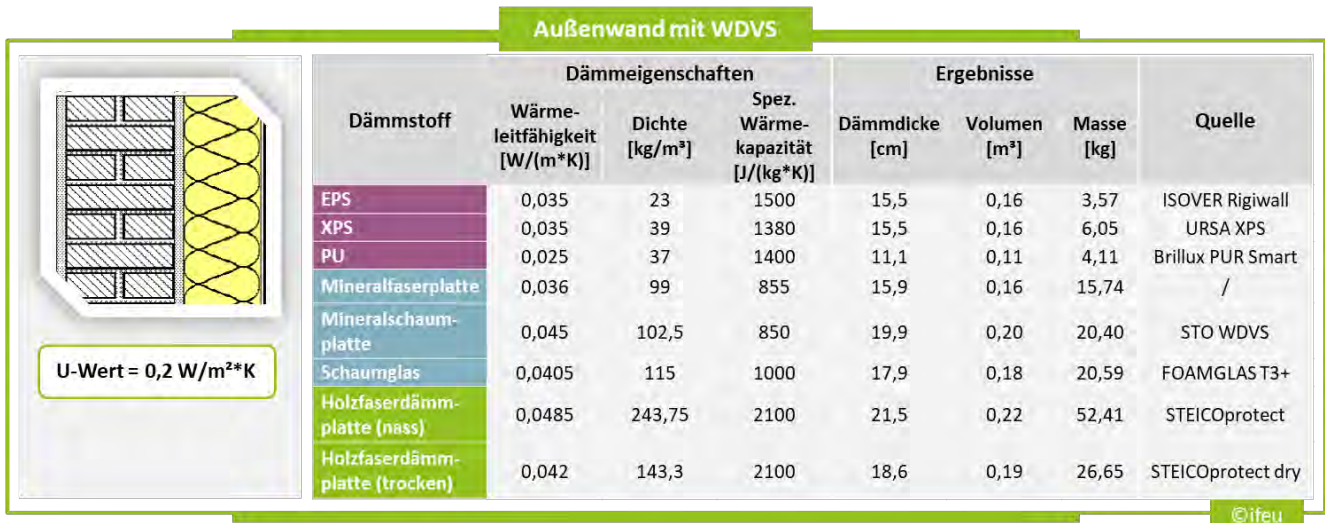 Außenwand mit WDVS
Dämmeigenschaften Ergebnisse
Dämmstoff Wärme-leitfähigkeit [W/(m*K)] Dichte [kg/m³] Spez. Wärme-kapazität [J/(kg*K)] Dämmdicke [cm] Volumen [m³] Masse [kg] Quelle
EPS 0,035 23 1500 15,5 0,16 3,57 ISOVER Rigiwall
XPS 0,035 39 1380 15,5 0,16 6,05 URSA XPS
PU 0,025 37 1400 11,1 0,11 4,11 Brillux PUR Smart
Mineralfaserplatte 0,036 99 855 15,9 0,16 15,74 /
Mineralschaum-platte 0,045 102,5 850 19,9 0,20 20,40 STO WDVS
Schaumglas 0,0405 115 1000 17,9 0,18 20,59 FOAMGLAS T3+
Holzfaserdämm-platte (nass) 0,0485 243,75 2100 21,5 0,22 52,41 STEICOprotect
Holzfaserdämm-platte (trocken) 0,042 143,3 2100 18,6 0,19 26,65 STEICOprotect dry
U-Wert = 0,2 W/m²*K
©ifeu